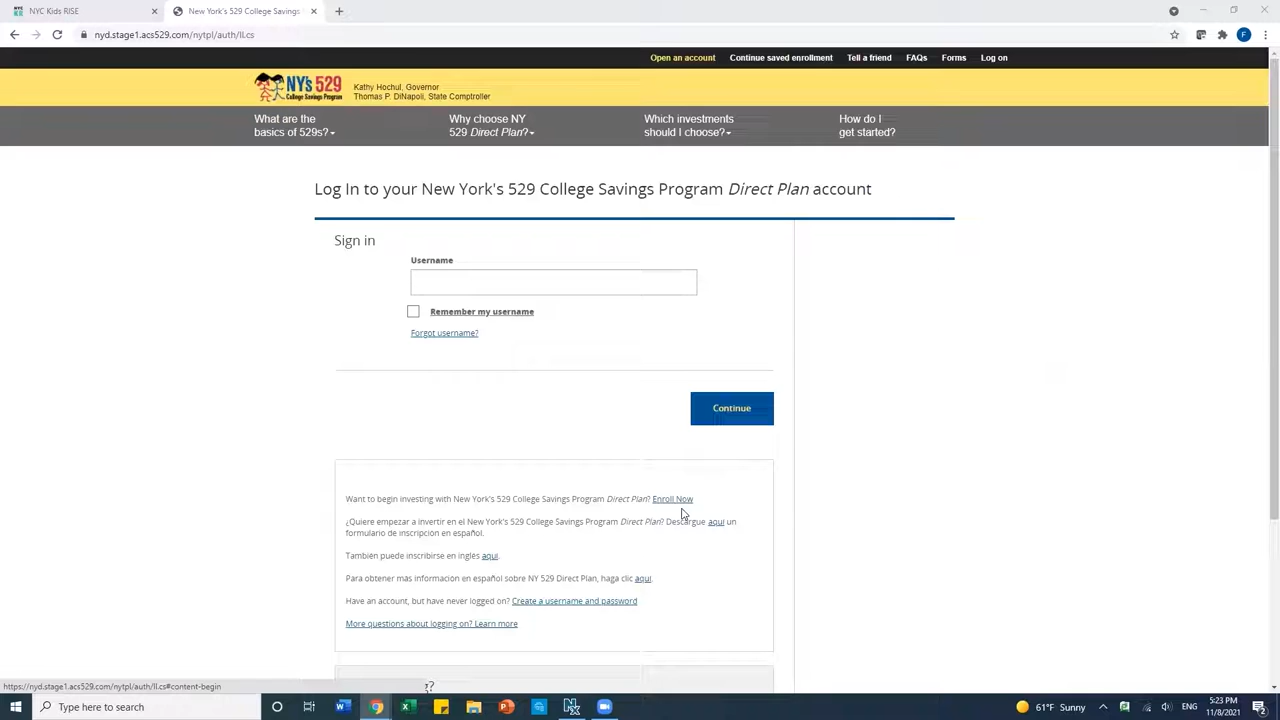 NYC Kids RISE
New York's 529 College Savings
nyd.stage1.acs529.com/nytpl/auth/ll.cs
Open an account Continue saved enrollment Tell a friend FAQs Forms Log on
NY's 529
College Savings Program
Kathy Hochul, Governor
Thomas P. DiNapoli, State Comptroller
What are the
basics of 529s?
Why choose NY
529 Direct Plan?
Which investments
should I choose?
How do I
get started?
Log In to your New York's 529 College Savings Program Direct Plan account
Sign in
Username
Remember my username
Forgot username?
Continue
Want to begin investing with New York's 529 College Savings Program Direct Plan? Enroll Now
¿Quiere empezar a invertir en el New York's 529 College Savings Program Direct Plan? Descargue aquí un
formulario de inscripción en español.
También puede inscribirse en inglés aquí.
Para obtener más información en español sobre NY 529 Direct Plan, haga clic aquí.
Have an account, but have never logged on? Create a username and password
More questions about logging on? Learn more
https://nyd.stage1.acs529.com/nytpl/auth/ll.cs#content-begin
Type here to search
61°F Sunny
5:23 PM
11/8/2021